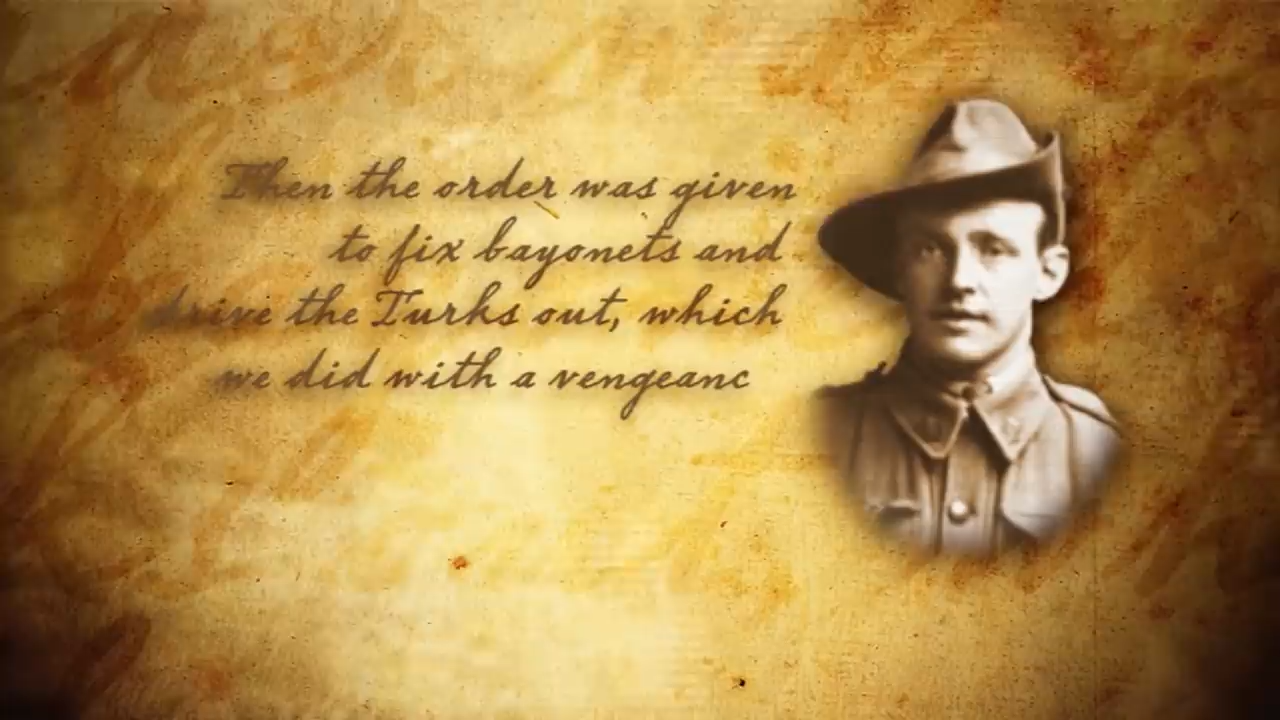 Then the order was given
to fix bayonets and
drive the Turks out, which
we did with a vengeanc